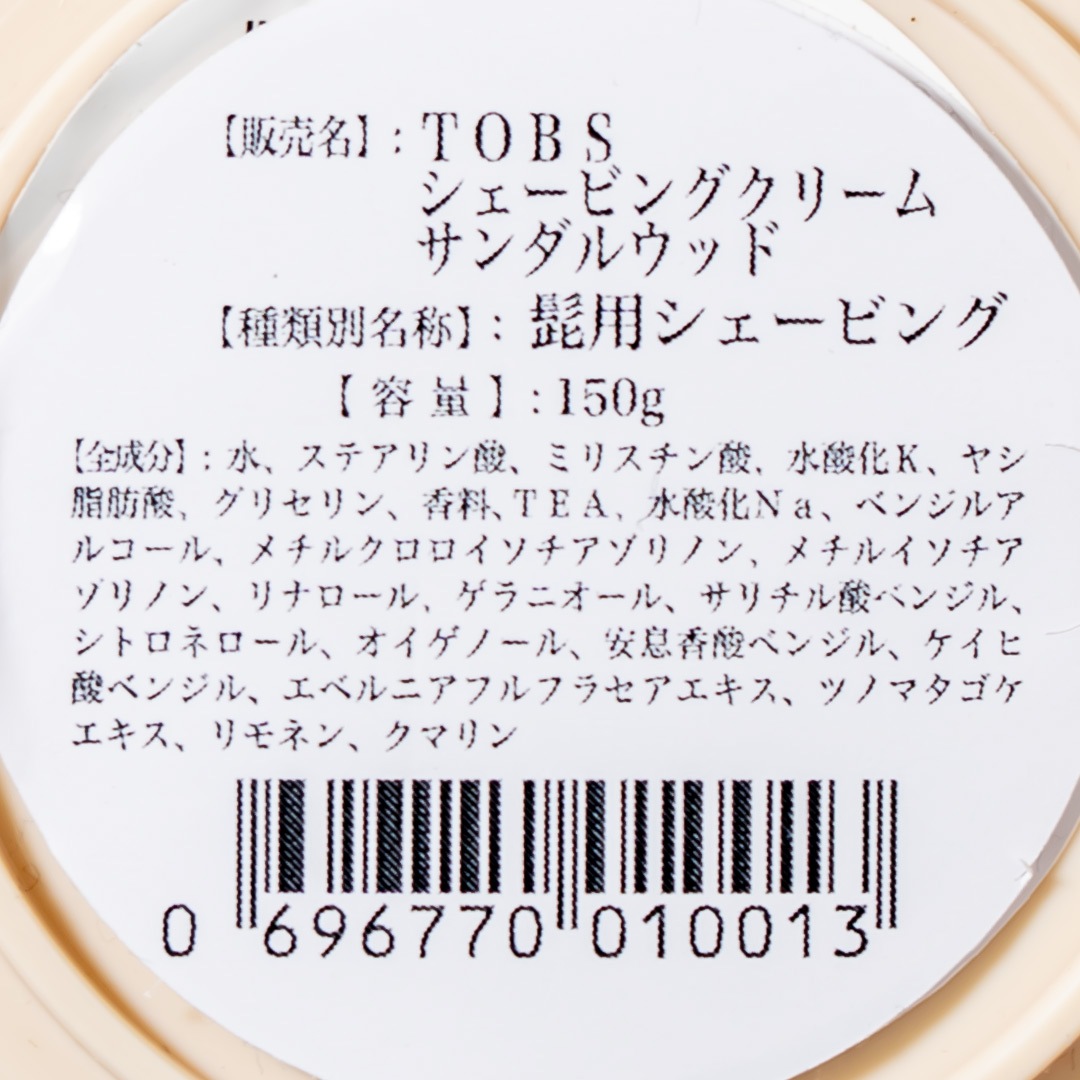 【販売名】:TOBS
シェービングクリーム
サンダルウッド
【種類別名称】:髭用シェービング
【容量】:150g
【全成分】:水、ステアリン酸、ミリスチン酸、水酸化K、ヤシ
脂肪酸、グリセリン、香料、TEA、水酸化Na、ベンジルア
ルコール、メチルクロロイソチアゾリノン、メチルイソチア
ゾリノン、リナロール、ゲラニオール、サリチル酸ベンジル、
シトロネロール、オイゲノール、安息香酸ベンジル、ケイヒ
酸ベンジル、エベルニアフルフラセアエキス、ツノマタゴケ
エキス、リモネン、クマリン
0 696770 010013